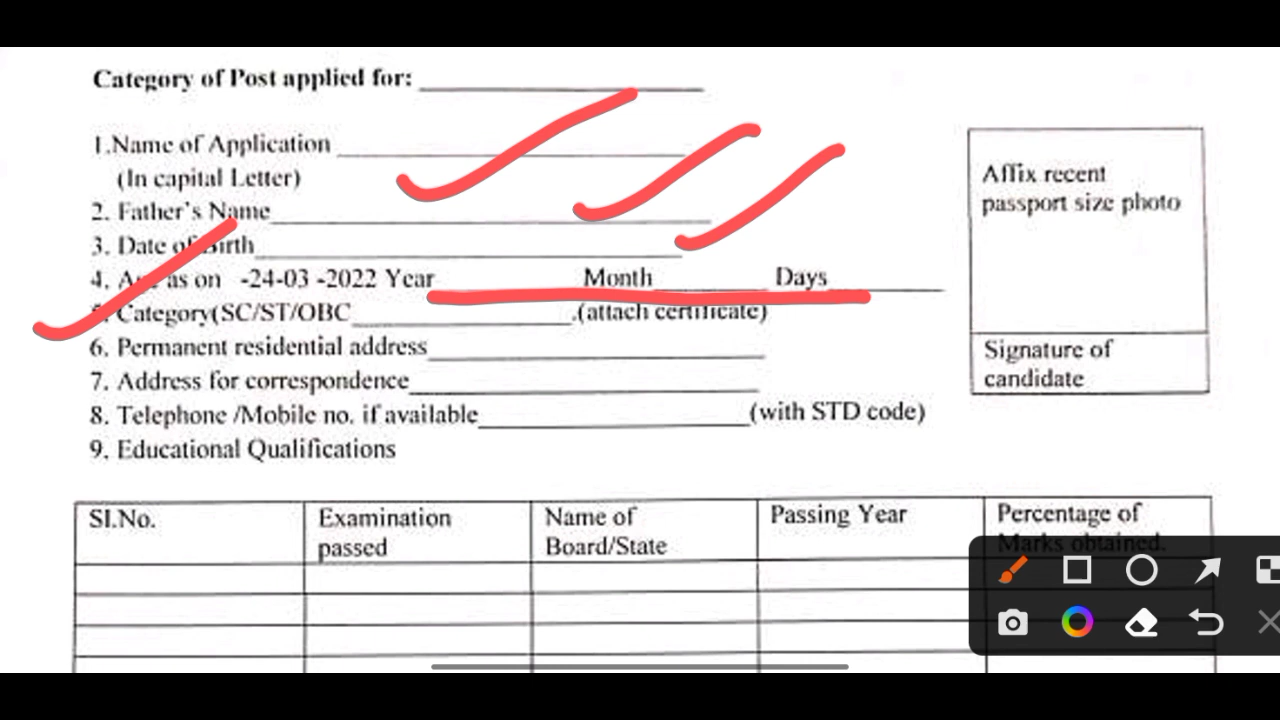 Category of Post applied for:
1.Name of Application
(In capital Letter)
2. Father's Name
3. Date of Birth
4. as on -24-03 -2022 Year Month Days
Category(SC/ST/OBC .(attach certificate)
6. Permanent residential address
7. Address for correspondence
8. Telephone /Mobile no. if available (with STD code)
9. Educational Qualifications
Affix recent
passport size photo
Signature of
candidate
SI.No. Examination passed Name of Board/State Passing Year Percentage of Marks obtained.